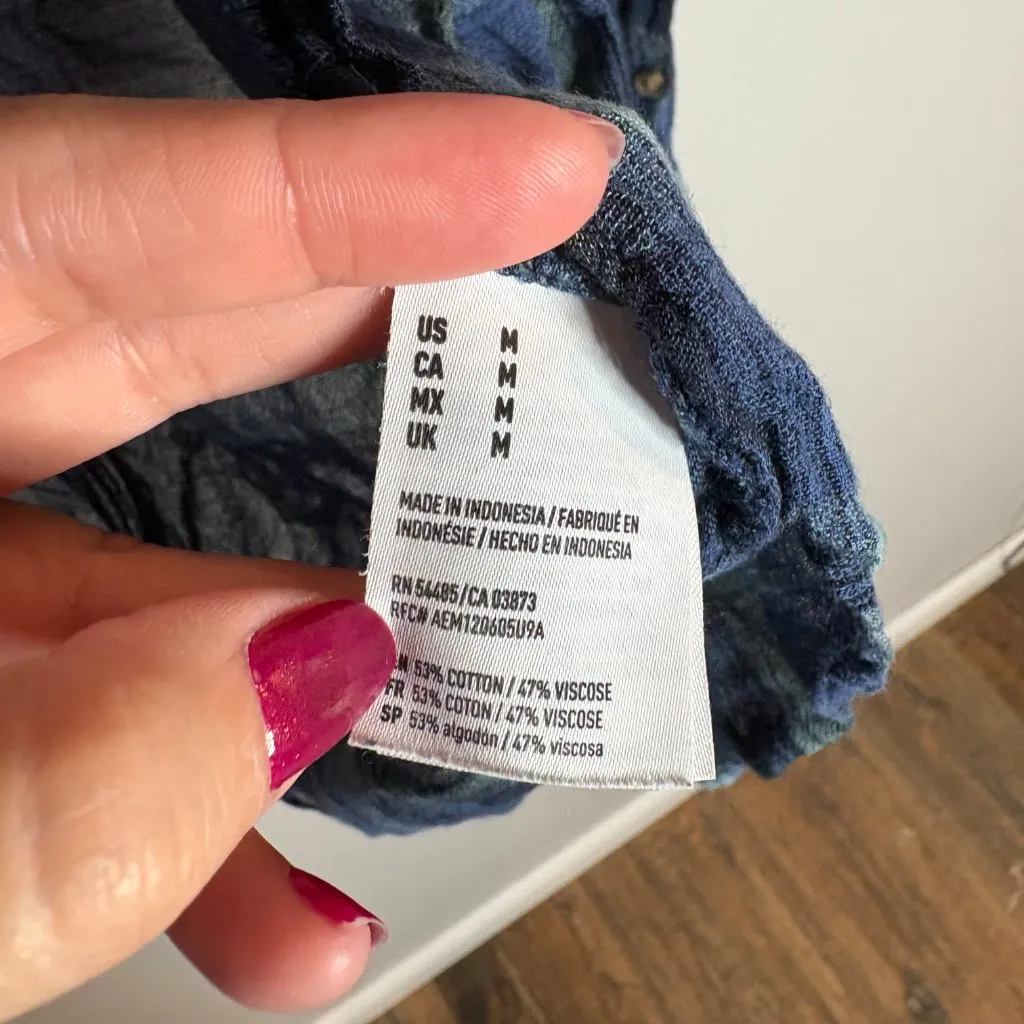 US M
CA M
MX M
UK M
MADE IN INDONESIA / FABRIQUÉ EN
INDONÉSIE / HECHO EN INDONESIA
RN 54485 / CA 03873
RFC# AEM120605U9A
EN 53% COTTON / 47% VISCOSE
FR 53% COTON / 47% VISCOSE
SP 53% algodón / 47% viscosa